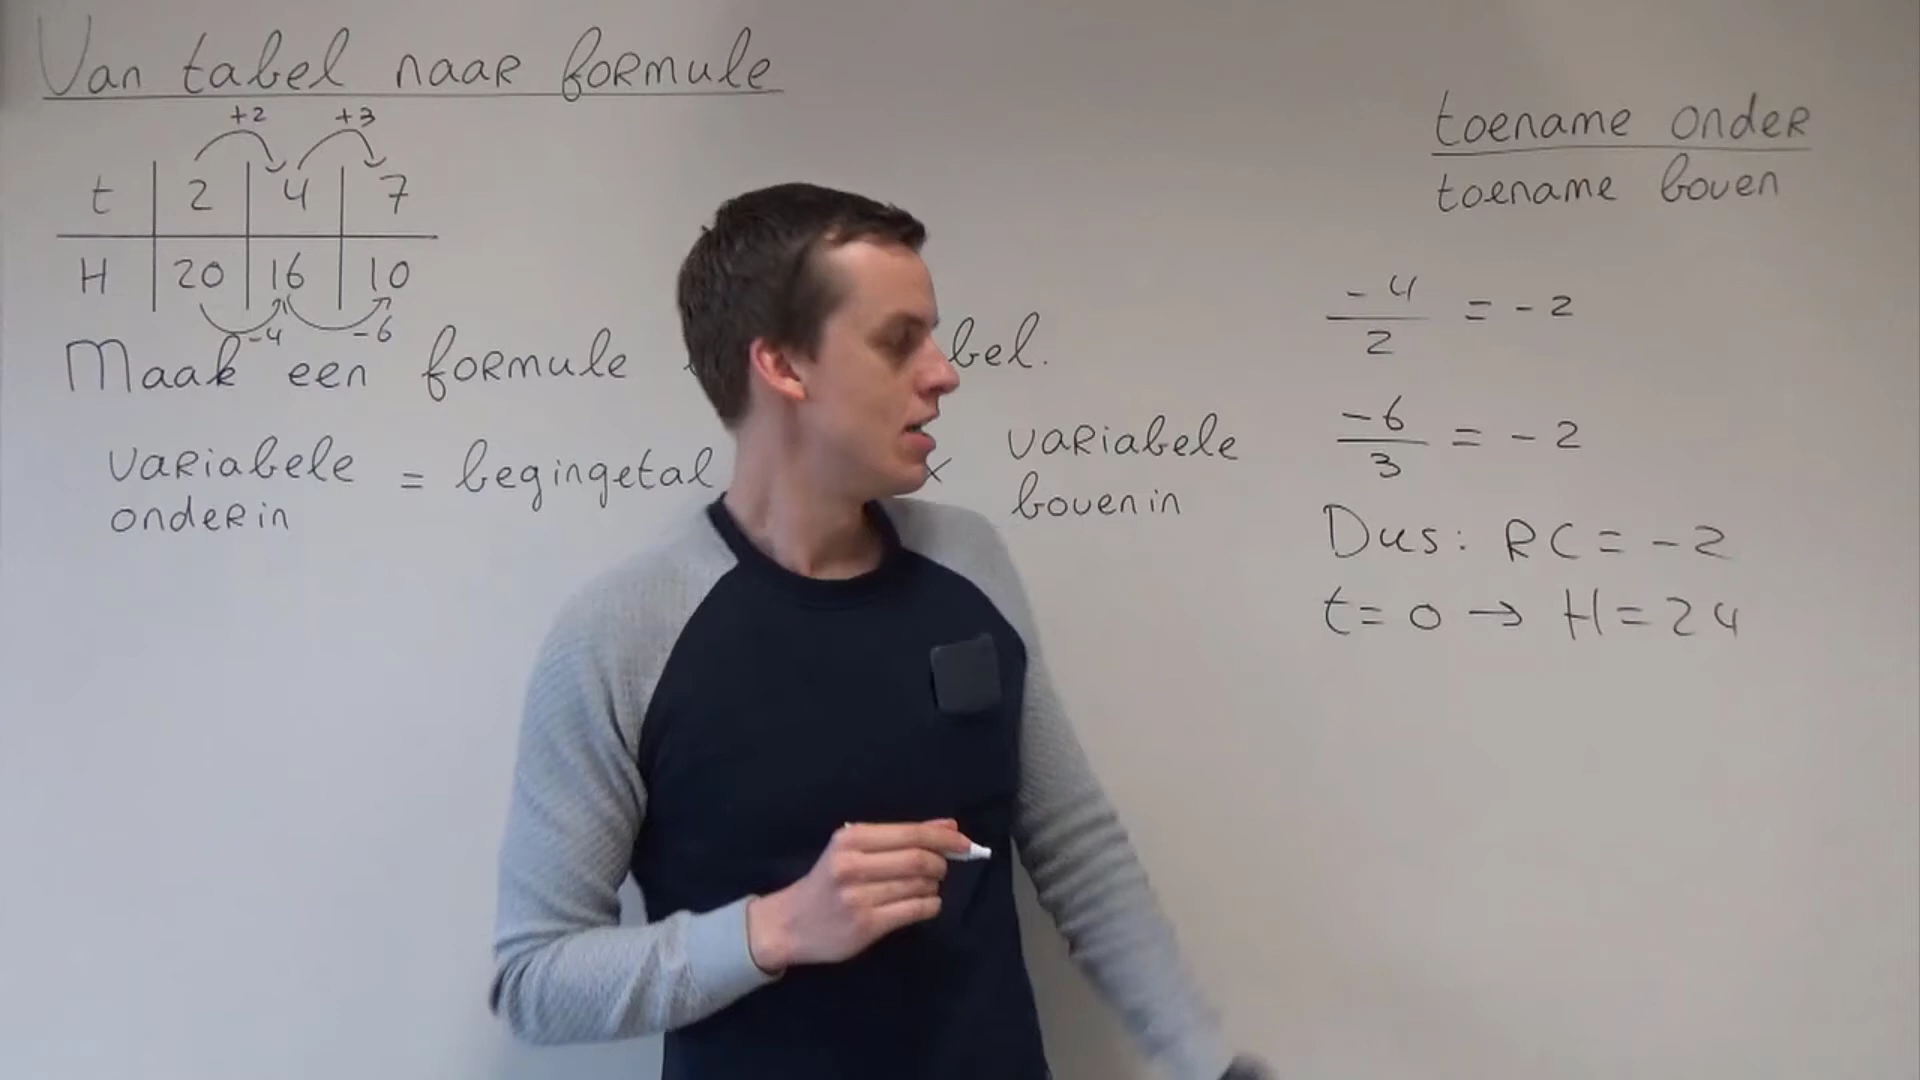 Van tabel naar formule
+2 +3
t 2 4 7
H 20 16 10
-4 -6
Maak een formule bel.
variabele onderin = begingetal x variabele bovenin
toename onder
toename boven
-4
2
= -2
-6
3
= -2
Dus: RC = -2
t = 0 → H = 24